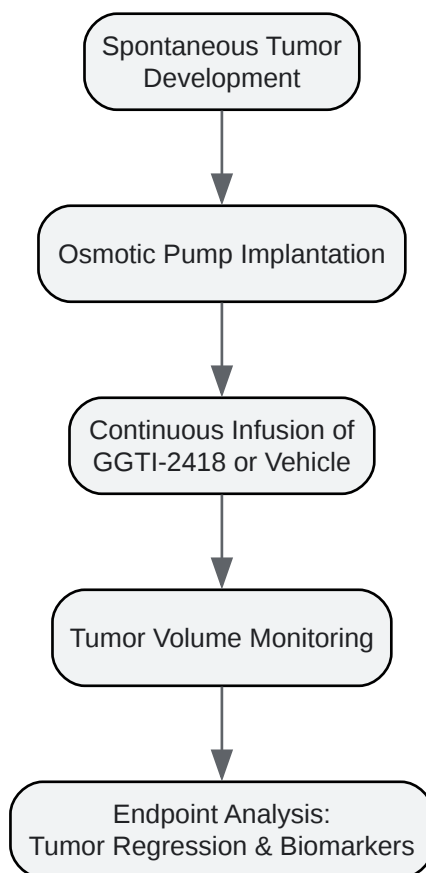 Spontaneous Tumor
Development
Osmotic Pump Implantation
Continuous Infusion of
GGTI-2418 or Vehicle
Tumor Volume Monitoring
Endpoint Analysis:
Tumor Regression & Biomarkers